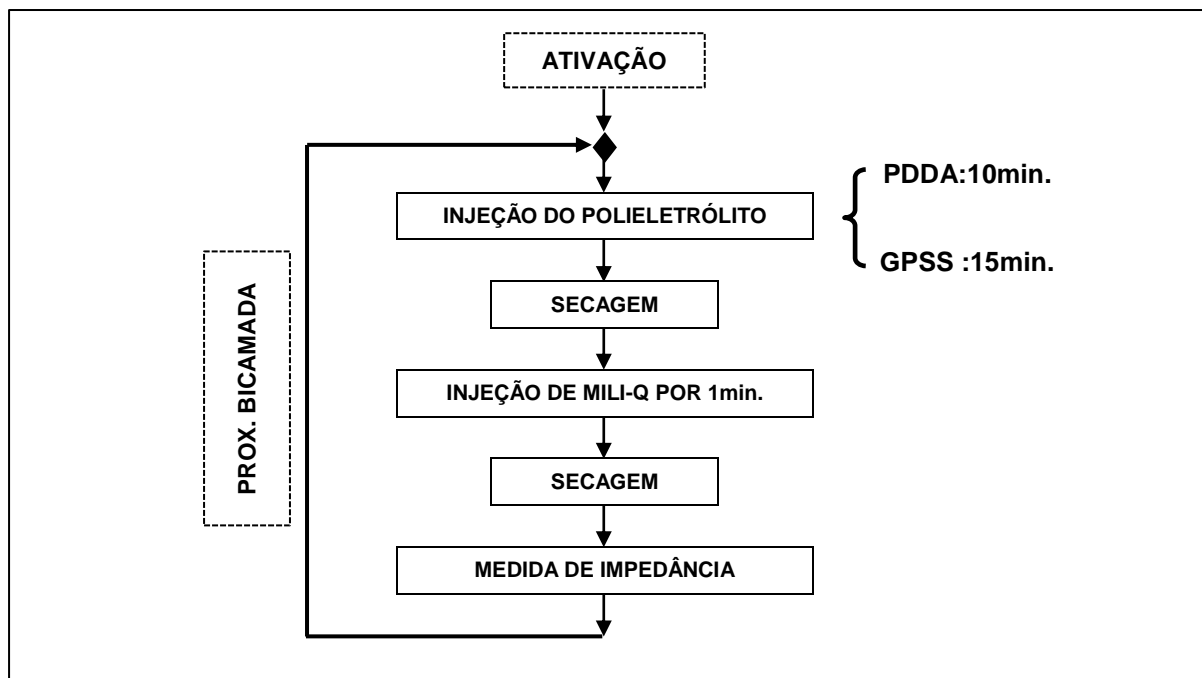 ATIVAÇÃO
INJEÇÃO DO POLIELETRÓLITO
PDDA:10min.
GPSS :15min.
SECAGEM
INJEÇÃO DE MILI-Q POR 1min.
SECAGEM
MEDIDA DE IMPEDÂNCIA
PROX. BICAMADA